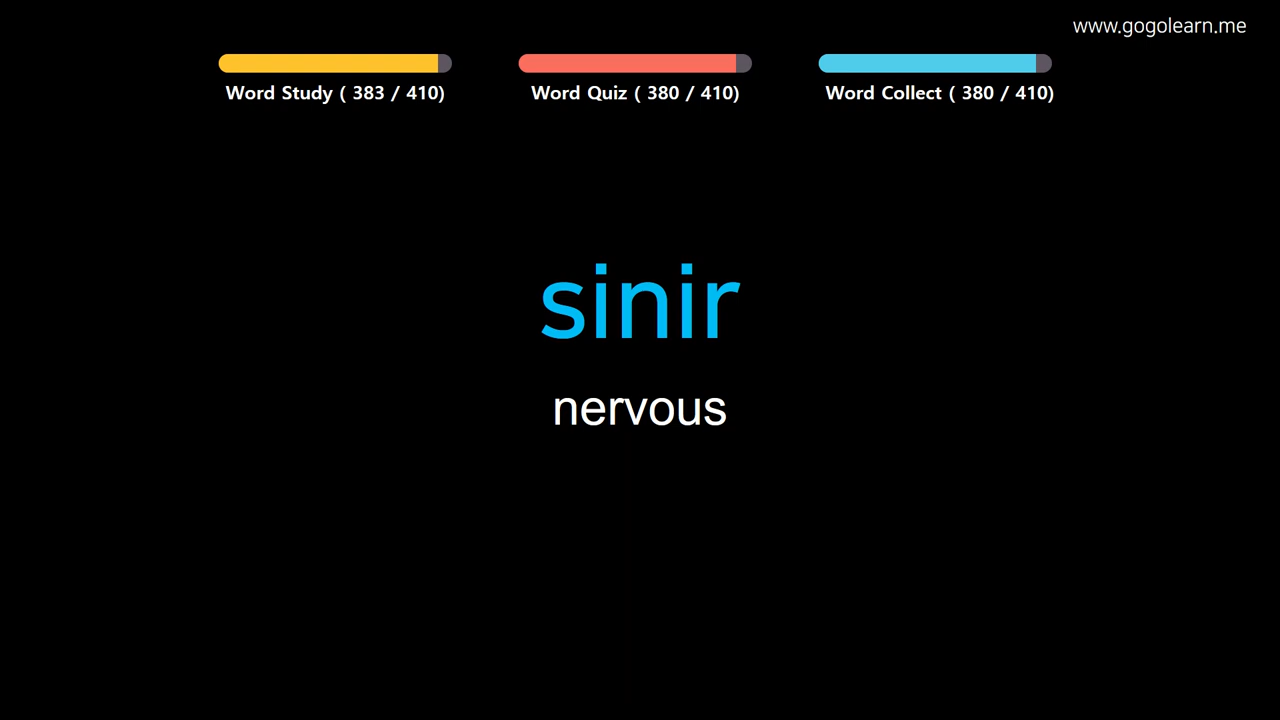 www.gogolearn.me
Word Study ( 383 / 410)
Word Quiz ( 380 / 410)
Word Collect ( 380 / 410)
sinir
nervous